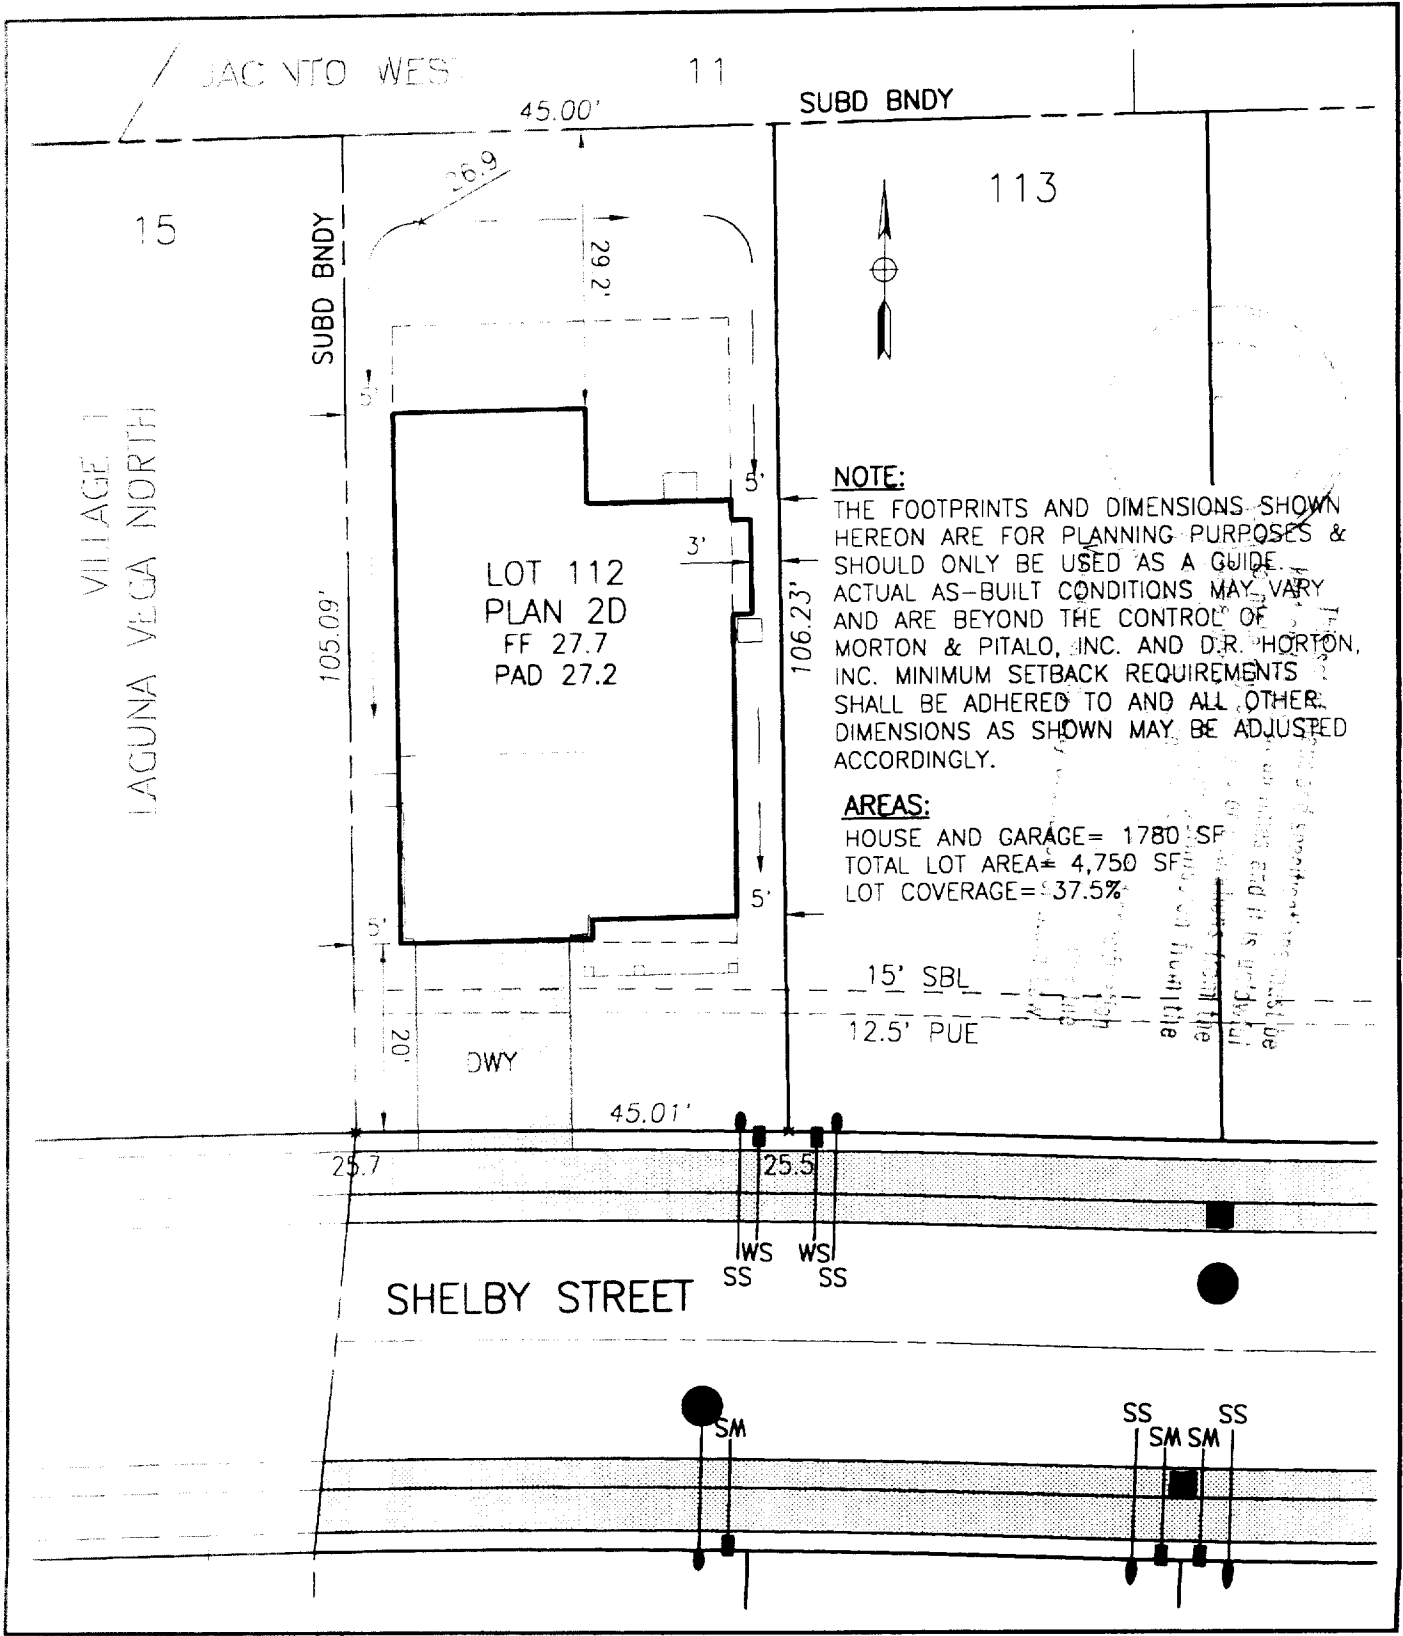 JAC NTO WES
11
SUBD BNDY
45.00'
26.9
113
15
SUBD BNDY
29.2'
5'
VILLAGE 1
LAGUNA VEGA NORTH
5'
NOTE:
THE FOOTPRINTS AND DIMENSIONS SHOWN
HEREON ARE FOR PLANNING PURPOSES &
SHOULD ONLY BE USED AS A GUIDE.
ACTUAL AS-BUILT CONDITIONS MAY VARY
AND ARE BEYOND THE CONTROL OF
MORTON & PITALO, INC. AND D.R. HORTON,
INC. MINIMUM SETBACK REQUIREMENTS
SHALL BE ADHERED TO AND ALL OTHER
DIMENSIONS AS SHOWN MAY BE ADJUSTED
ACCORDINGLY.
3'
LOT 112
PLAN 2D
FF 27.7
PAD 27.2
105.09'
106.23'
AREAS:
HOUSE AND GARAGE= 1780 SF
TOTAL LOT AREA= 4,750 SF
LOT COVERAGE= 37.5%
5'
5'
15' SBL
12.5' PUE
20'
DWY
45.01'
25.7
25.5
WS
WS
SS
SS
SHELBY STREET
SM
SS
SS
SM
SM